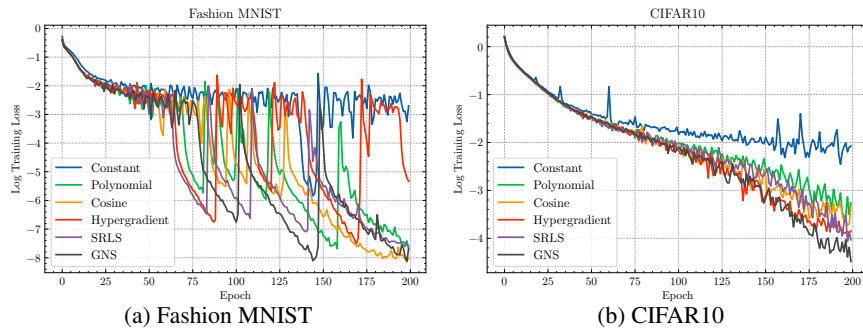 Fashion MNIST
0
−1
−2
−3
−4
−5
−6
−7
−8
Log Training Loss
Constant
Polynomial
Cosine
Hypergradient
SRLS
GNS
0 25 50 75 100 125 150 175 200
Epoch
(a) Fashion MNIST
CIFAR10
0
−1
−2
−3
−4
Log Training Loss
Constant
Polynomial
Cosine
Hypergradient
SRLS
GNS
0 25 50 75 100 125 150 175 200
Epoch
(b) CIFAR10